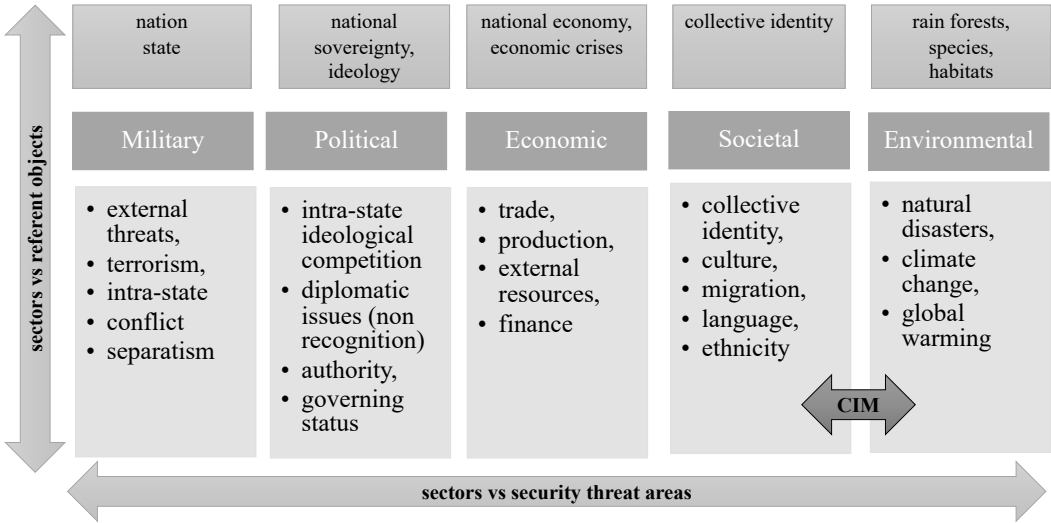 nation
state
national
sovereignty,
ideology
national economy,
economic crises
collective identity
rain forests,
species,
habitats
sectors vs referent objects
Military
Political
Economic
Societal
Environmental
• external
threats,
• terrorism,
• intra-state
• conflict
• separatism
• intra-state
ideological
competition
• diplomatic
issues (non
recognition)
• authority,
• governing
status
• trade,
• production,
• external
resources,
• finance
• collective
identity,
• culture,
• migration,
• language,
• ethnicity
• natural
disasters,
• climate
change,
• global
warming
CIM
sectors vs security threat areas